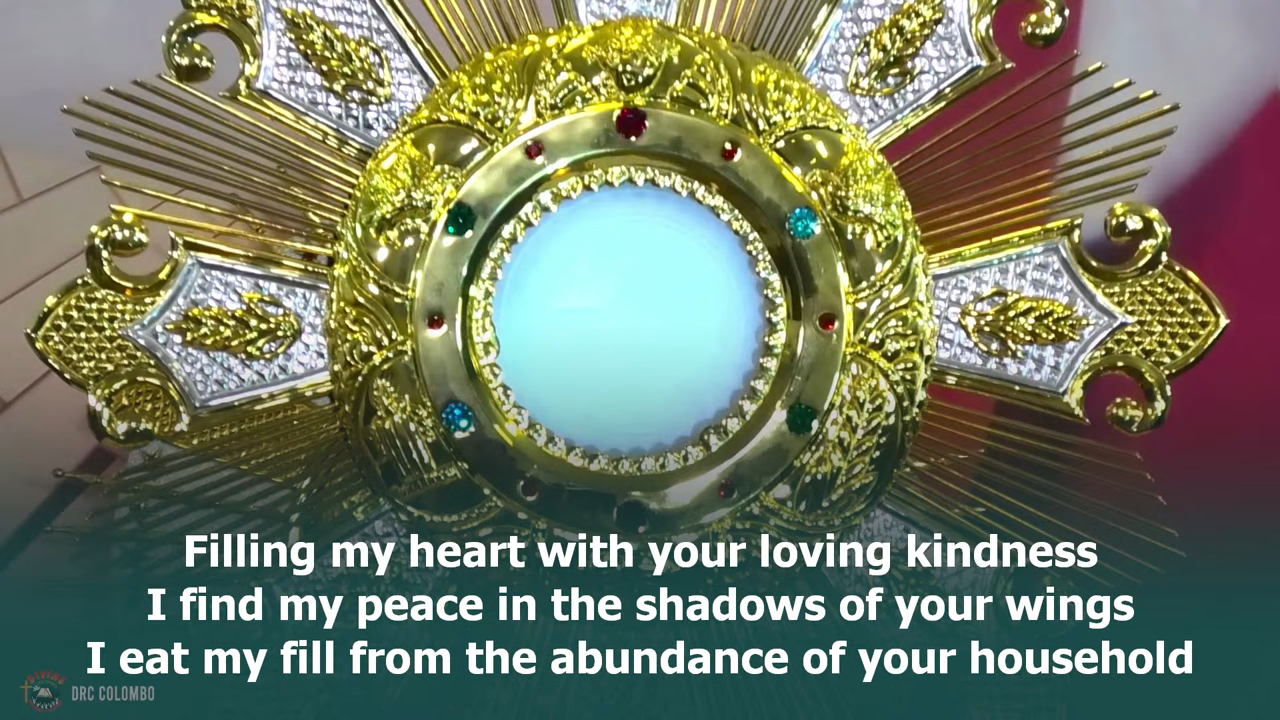 Filling my heart with your loving kindness
I find my peace in the shadows of your wings
I eat my fill from the abundance of your household
DRC COLOMBO